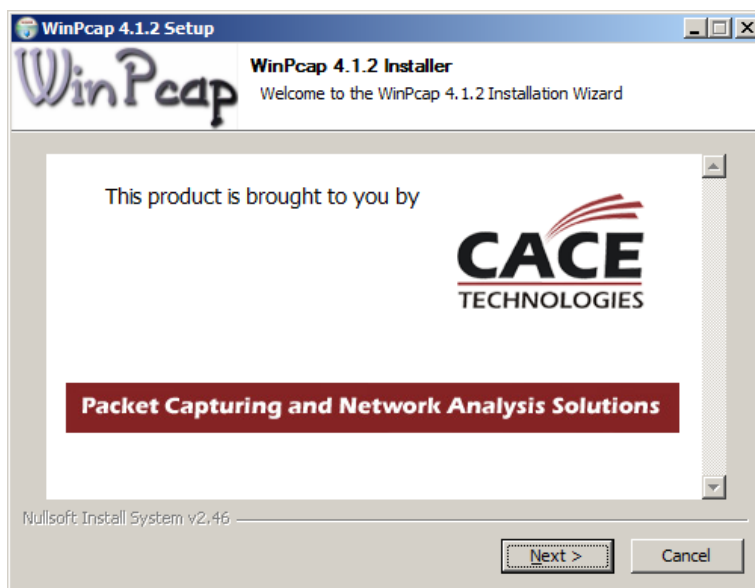 WinPcap 4.1.2 Setup
WinPcap
WinPcap 4.1.2 Installer
Welcome to the WinPcap 4.1.2 Installation Wizard
This product is brought to you by
CACE
TECHNOLOGIES
Packet Capturing and Network Analysis Solutions
Nullsoft Install System v2.46
Next >
Cancel